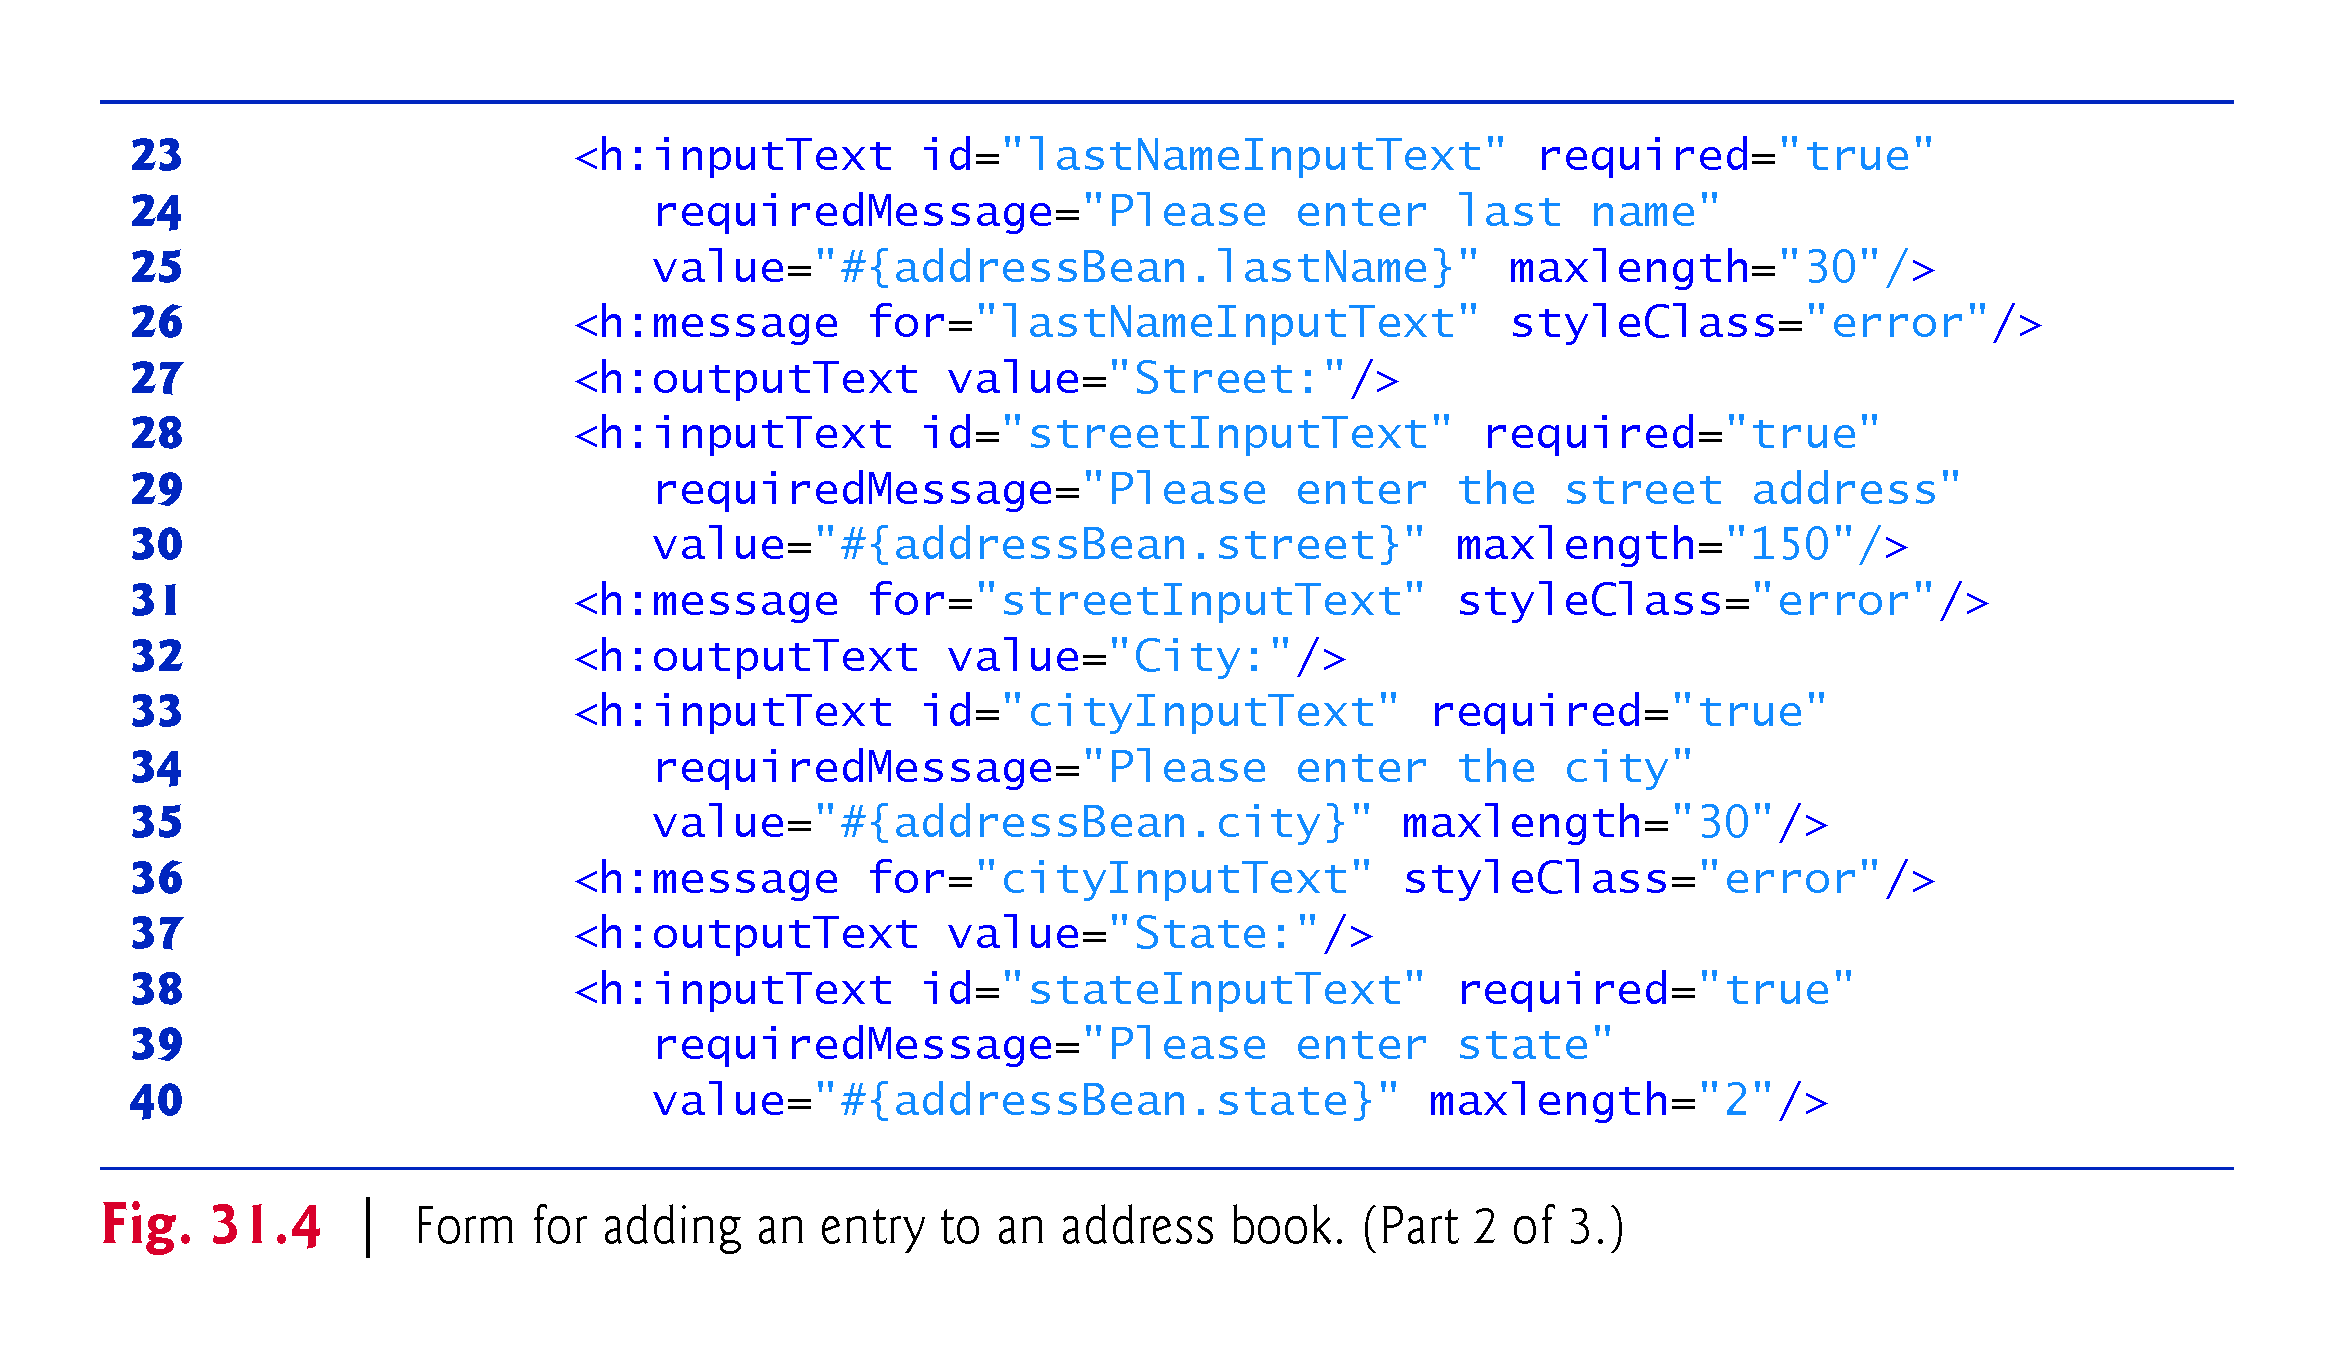 23 <h:inputText id="lastNameInputText" required="true"
24 requiredMessage="Please enter last name"
25 value="#{addressBean.lastName}" maxlength="30"/>
26 <h:message for="lastNameInputText" styleClass="error"/>
27 <h:outputText value="Street:"/>
28 <h:inputText id="streetInputText" required="true"
29 requiredMessage="Please enter the street address"
30 value="#{addressBean.street}" maxlength="150"/>
31 <h:message for="streetInputText" styleClass="error"/>
32 <h:outputText value="City:"/>
33 <h:inputText id="cityInputText" required="true"
34 requiredMessage="Please enter the city"
35 value="#{addressBean.city}" maxlength="30"/>
36 <h:message for="cityInputText" styleClass="error"/>
37 <h:outputText value="State:"/>
38 <h:inputText id="stateInputText" required="true"
39 requiredMessage="Please enter state"
40 value="#{addressBean.state}" maxlength="2"/>
Fig. 31.4 | Form for adding an entry to an address book. (Part 2 of 3.)